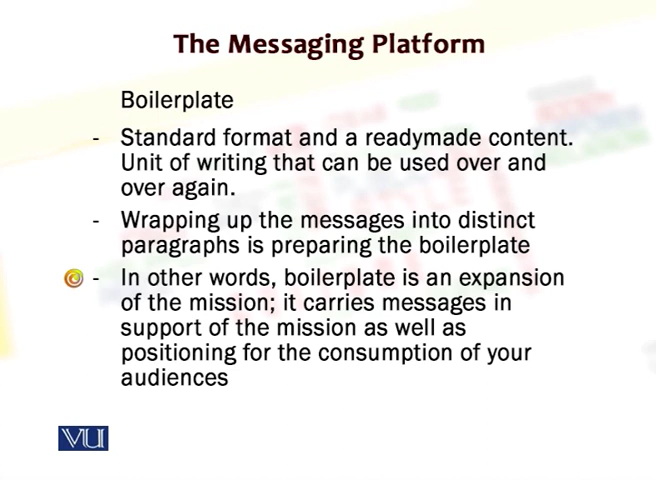 The Messaging Platform
Boilerplate
- Standard format and a readymade content.
Unit of writing that can be used over and
over again.
- Wrapping up the messages into distinct
paragraphs is preparing the boilerplate
- In other words, boilerplate is an expansion
of the mission; it carries messages in
support of the mission as well as
positioning for the consumption of your
audiences
VU